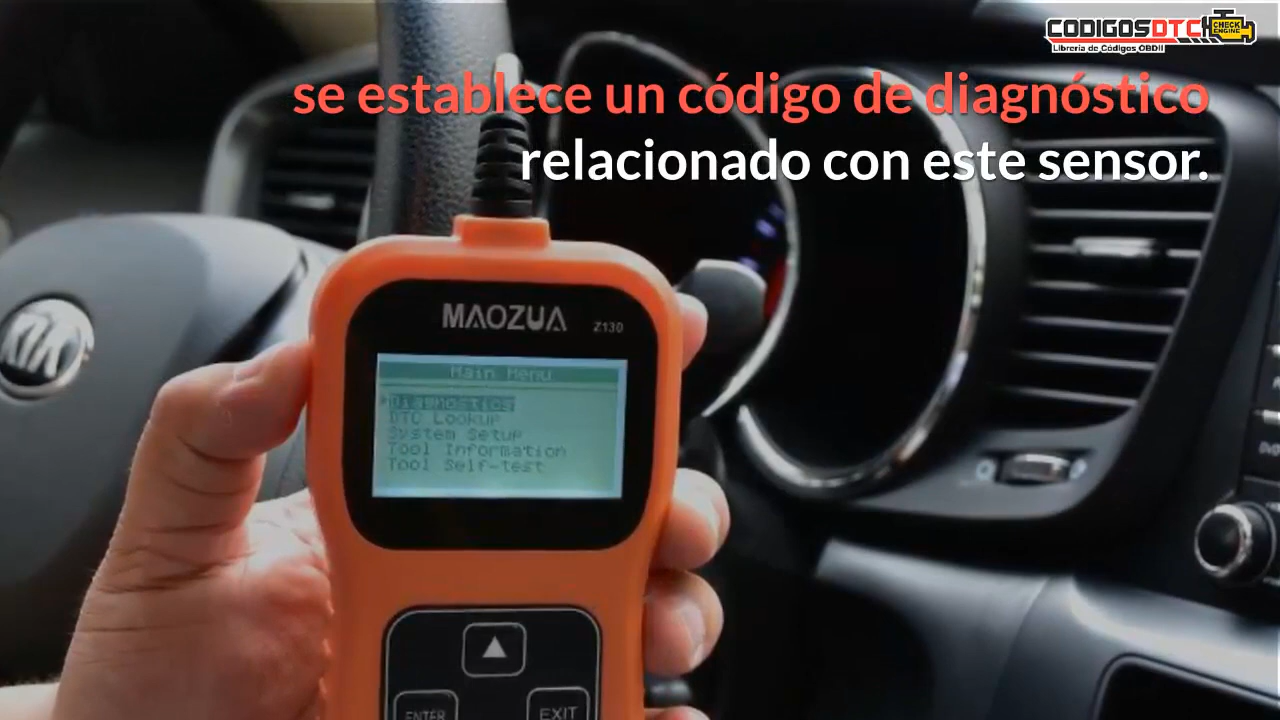 CODIGOSDTC
CHECK
ENGINE
Librería de Códigos OBDII
se establece un código de diagnóstico
relacionado con este sensor.
KIA
MAOZUA
Z130
Main Menu
Diagnostics
DTC Lookup
System Setup
Tool Information
Tool Self-test
ENTER
EXIT